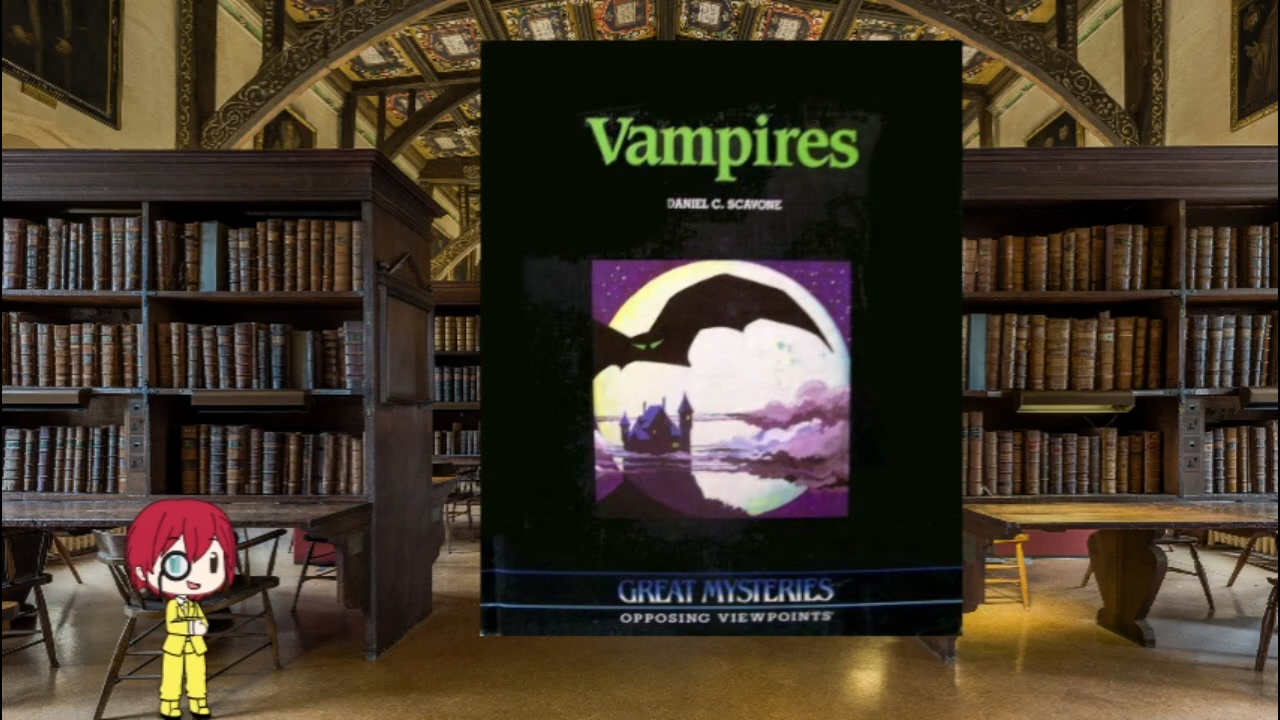 Vampires
DANIEL C. SCAVONE
GREAT MYSTERIES
OPPOSING VIEWPOINTS